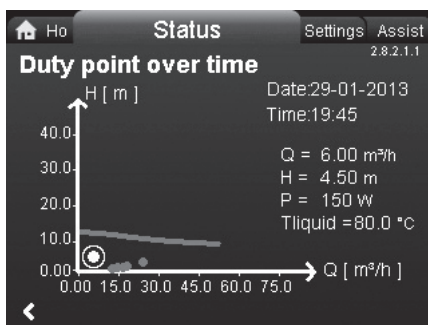 Ho Status Settings Assist
2.8.2.1.1
Duty point over time
H [ m ]
Date:29-01-2013
Time:19:45
40.0
30.0
20.0
10.0
0.00
Q = 6.00 m³/h
H = 4.50 m
P = 150 W
Tliquid =80.0 °C
0.00 15.0 30.0 45.0 60.0 75.0
Q [ m³/h ]